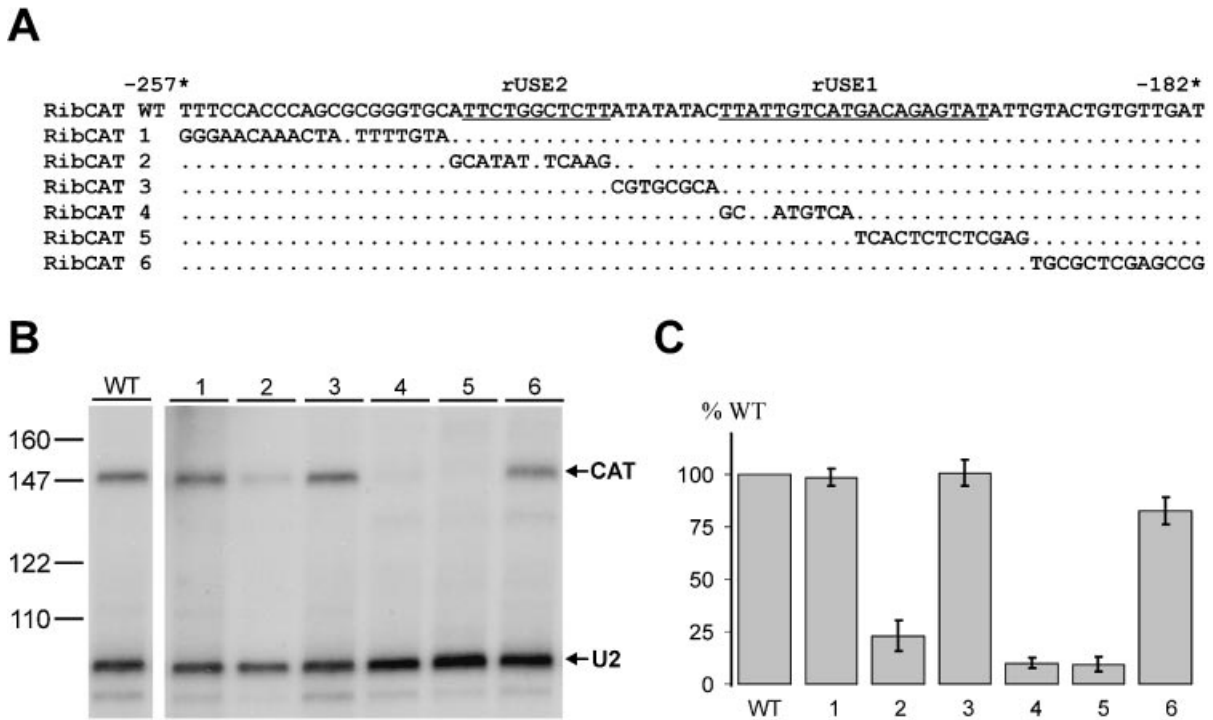 A
-257* rUSE2 rUSE1 -182*
RibCAT WT TTTCCACCCAGCGCGGGTGCATTCTGGCTCTTATATATACTTATTGTCATGACAGAGTATATTGTACTGTGTTGAT
RibCAT 1 GGGAACAAACTA.TTTTGTA........................................................
RibCAT 2 ....................GCATAT.TCAAG.. .........................................
RibCAT 3 ................................CGTGCGCA....................................
RibCAT 4 ........................................GC..ATGTCA..........................
RibCAT 5 ..................................................TCACTCTCTCGAG.............
RibCAT 6 ...............................................................TGCGCTCGAGCCG
B
WT 1 2 3 4 5 6
160
147
122
110
CAT
U2
C
% WT
100
75
50
25
0
WT 1 2 3 4 5 6